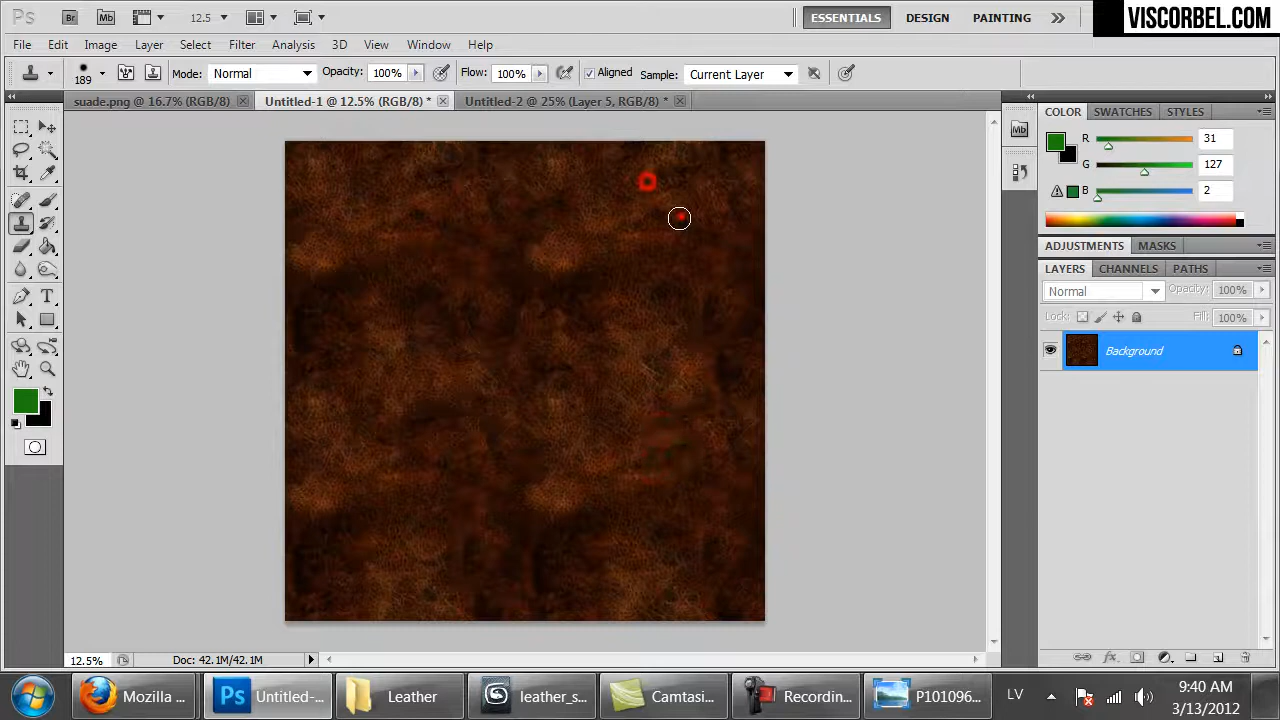 Ps Br Mb 12.5 ESSENTIALS DESIGN PAINTING VISCORBEL.COM
File Edit Image Layer Select Filter Analysis 3D View Window Help
189 Mode: Normal Opacity: 100% Flow: 100% Aligned Sample: Current Layer
suade.png @ 16.7% (RGB/8) Untitled-1 @ 12.5% (RGB/8) * Untitled-2 @ 25% (Layer 5, RGB/8) *
Mb
COLOR SWATCHES STYLES
R 31
G 127
B 2
ADJUSTMENTS MASKS
LAYERS CHANNELS PATHS
Normal Opacity: 100%
Lock: Fill: 100%
Background
T
fx
12.5% Doc: 42.1M/42.1M
Mozilla ... Ps Untitled-... Leather leather_s... Camtasi... Recordin... P101096... LV 9:40 AM
3/13/2012